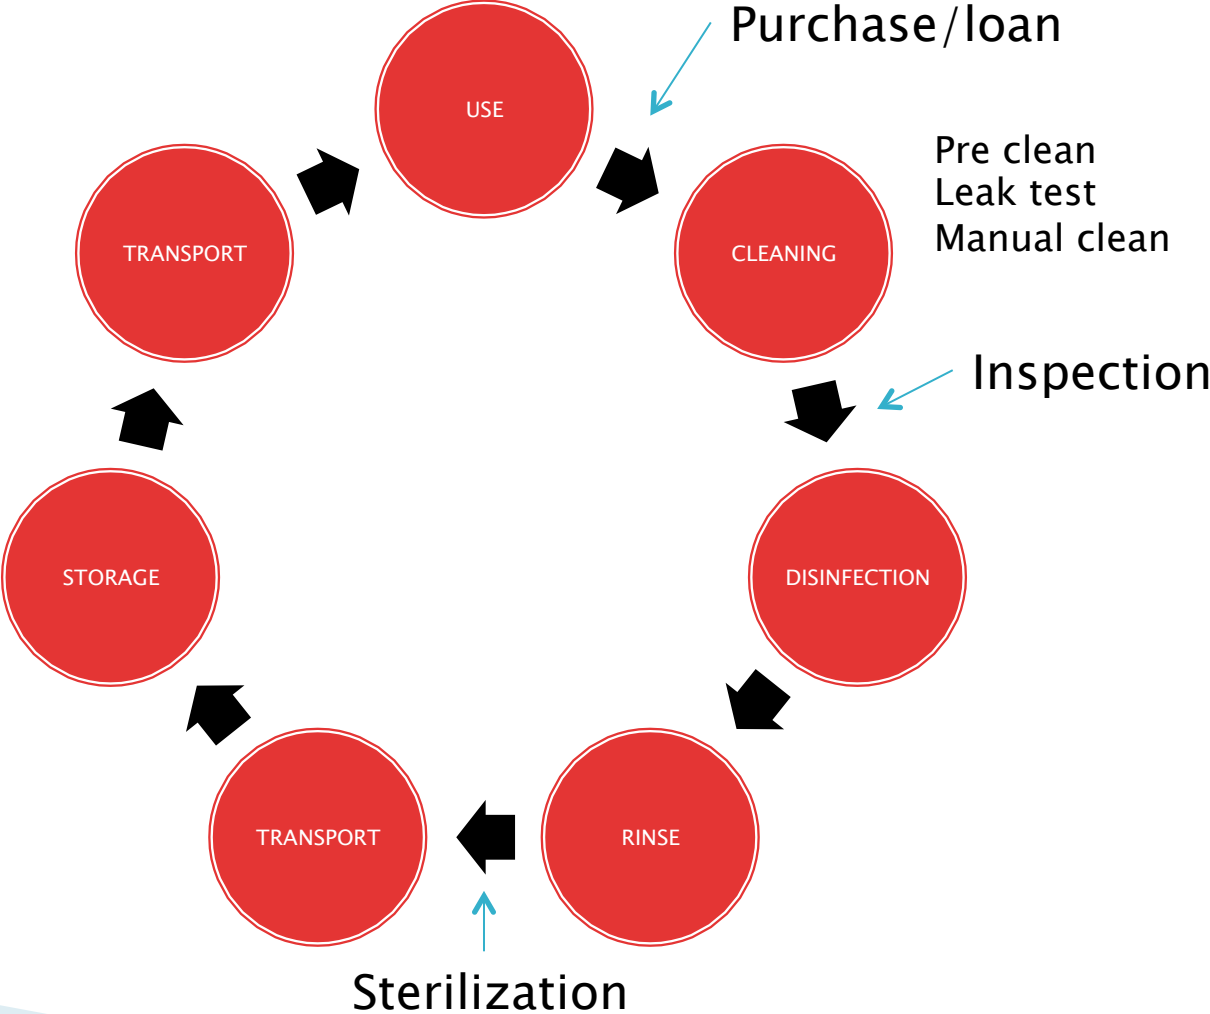 Purchase/loan
USE
Pre clean
Leak test
Manual clean
TRANSPORT
CLEANING
Inspection
STORAGE
DISINFECTION
TRANSPORT
RINSE
Sterilization